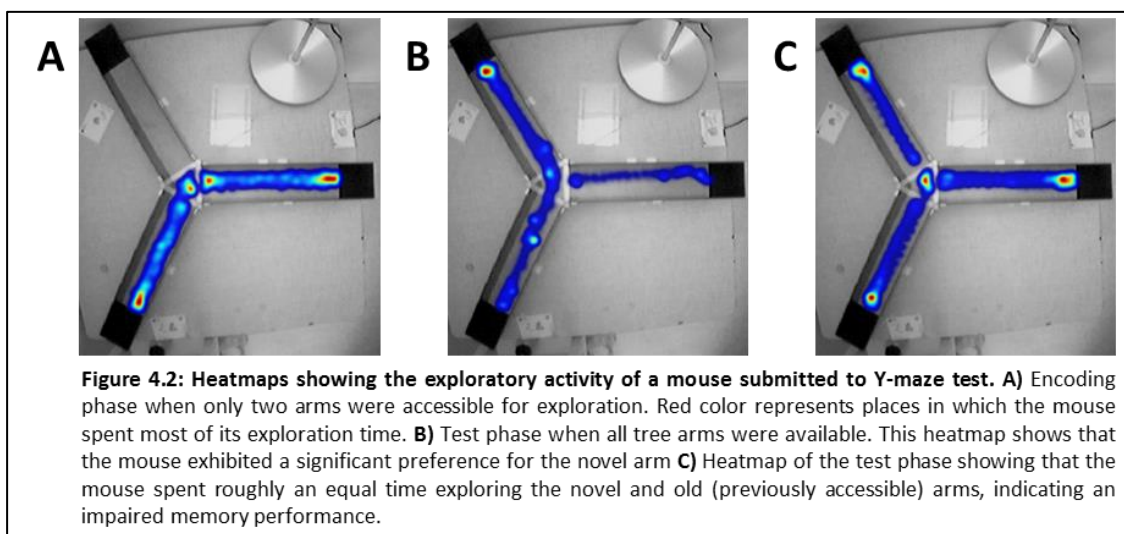 A B C
Figure 4.2: Heatmaps showing the exploratory activity of a mouse submitted to Y-maze test. A) Encoding
phase when only two arms were accessible for exploration. Red color represents places in which the mouse
spent most of its exploration time. B) Test phase when all tree arms were available. This heatmap shows that
the mouse exhibited a significant preference for the novel arm C) Heatmap of the test phase showing that the
mouse spent roughly an equal time exploring the novel and old (previously accessible) arms, indicating an
impaired memory performance.